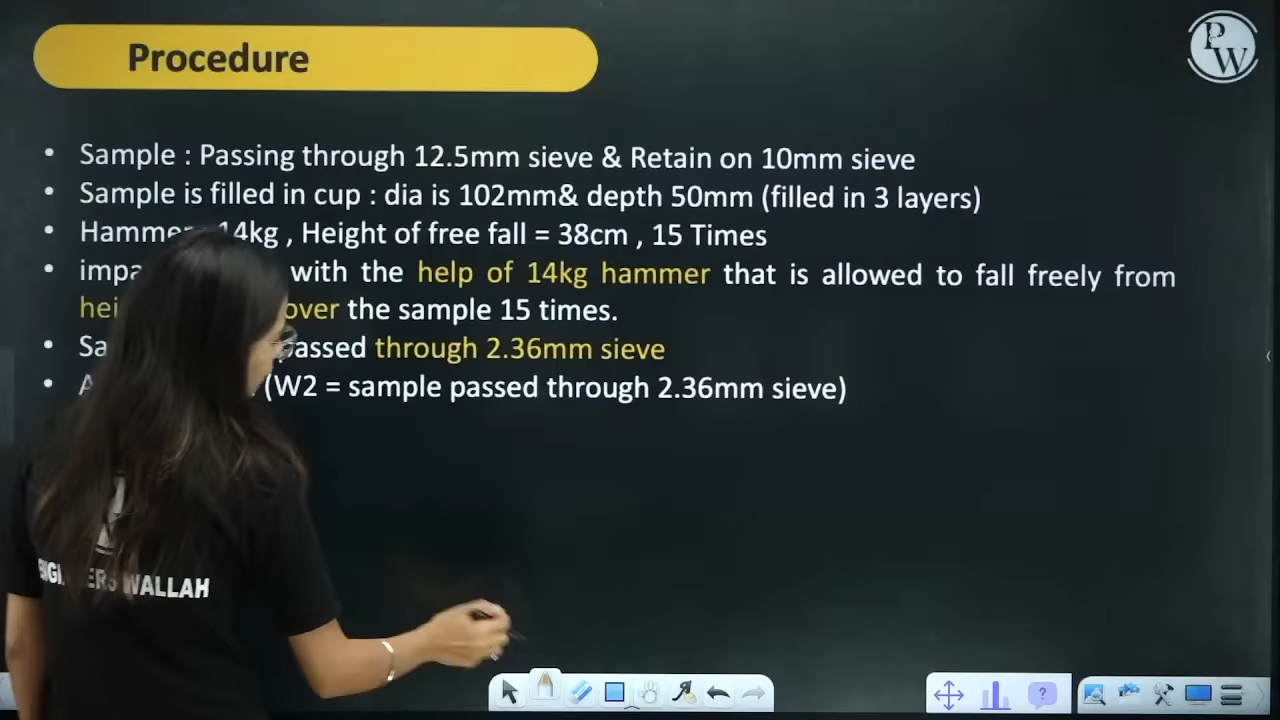 Procedure
PW
• Sample : Passing through 12.5mm sieve & Retain on 10mm sieve
• Sample is filled in cup : dia is 102mm& depth 50mm (filled in 3 layers)
• Hammer 14kg , Height of free fall = 38cm , 15 Times
• with the help of 14kg hammer that is allowed to fall freely from
over the sample 15 times.
• passed through 2.36mm sieve
• (W2 = sample passed through 2.36mm sieve)
WALLAH